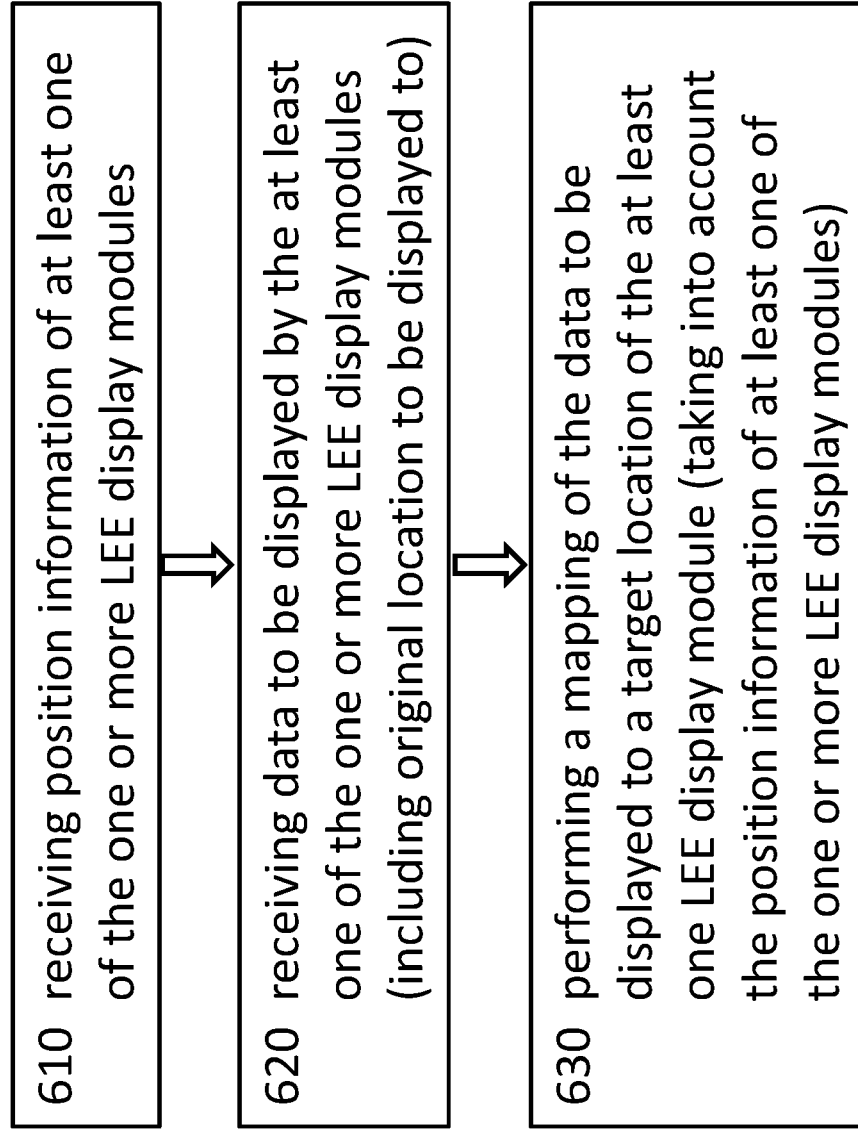 610 receiving position information of at least one
of the one or more LEE display modules
620 receiving data to be displayed by the at least
one of the one or more LEE display modules
(including original location to be displayed to)
630 performing a mapping of the data to be
displayed to a target location of the at least
one LEE display module (taking into account
the position information of at least one of
the one or more LEE display modules)